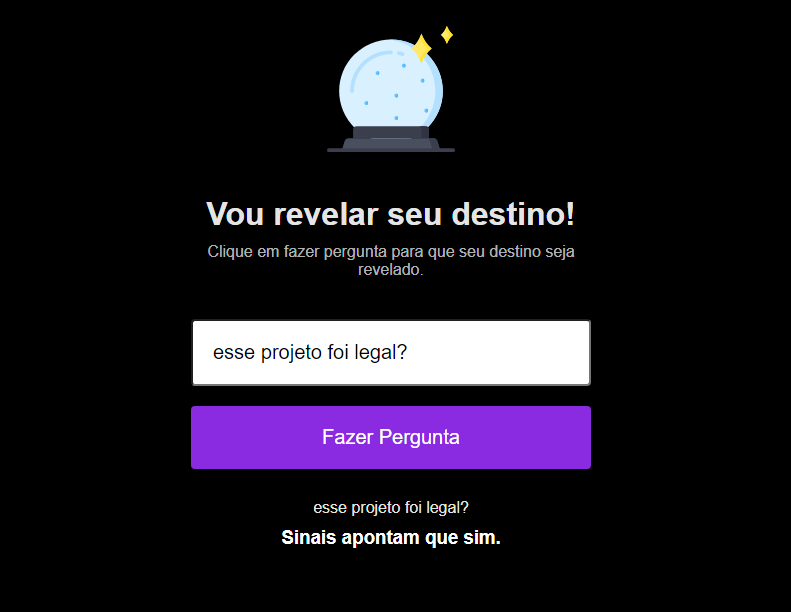 Vou revelar seu destino!
Clique em fazer pergunta para que seu destino seja
revelado.
esse projeto foi legal?
Fazer Pergunta
esse projeto foi legal?
Sinais apontam que sim.